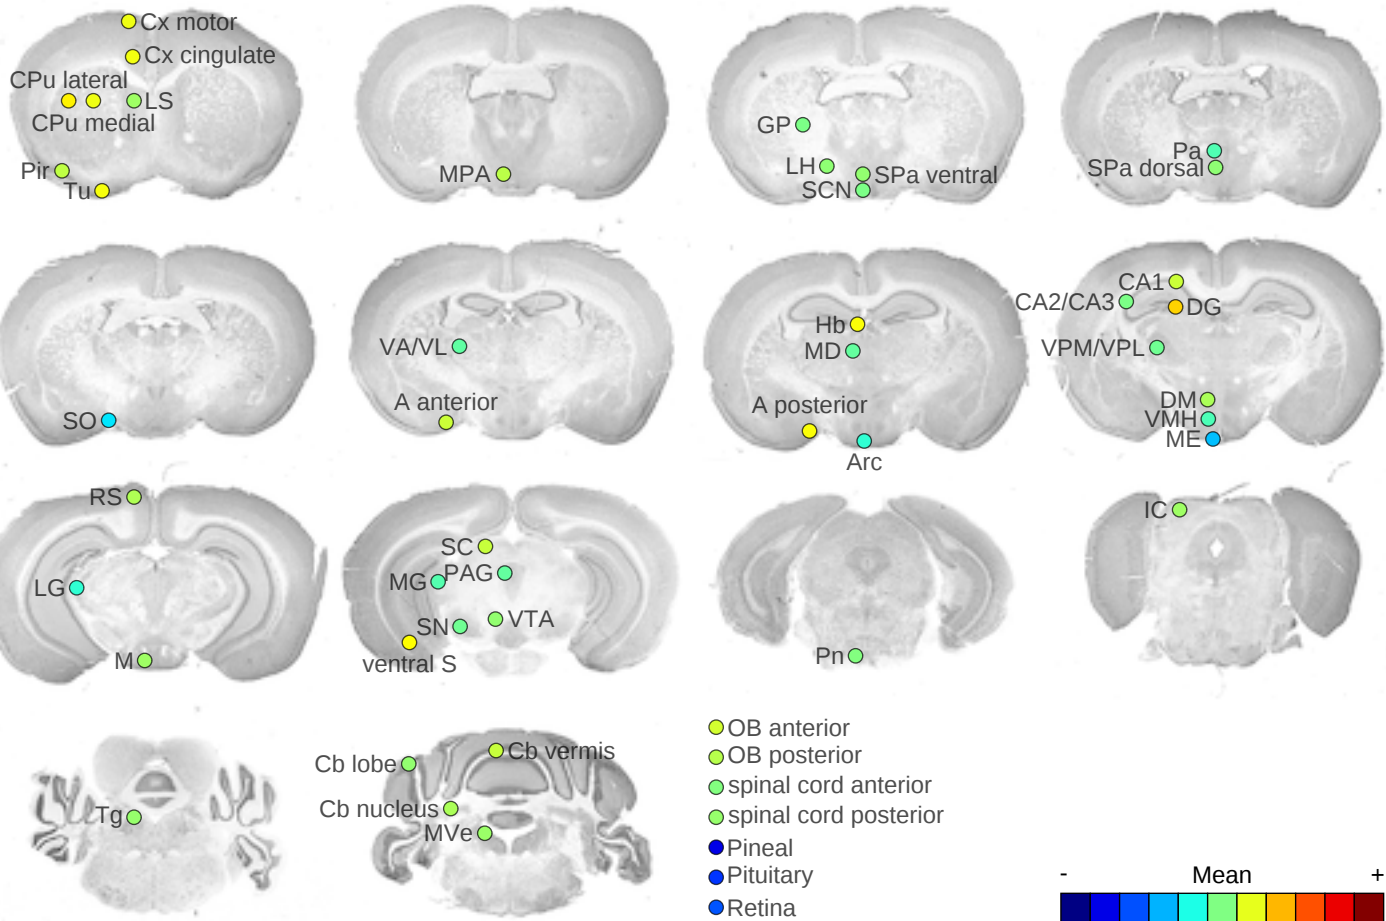 Cx motor
Cx cingulate
CPu lateral
LS
CPu medial
Pir
Tu
MPA
GP
LH
SPa ventral
SCN
Pa
SPa dorsal
SO
VA/VL
A anterior
Hb
MD
A posterior
Arc
CA1
CA2/CA3
DG
VPM/VPL
DM
VMH
ME
RS
LG
M
SC
MG
PAG
SN
VTA
ventral S
Pn
IC
Tg
Cb lobe
Cb vermis
Cb nucleus
MVe
OB anterior
OB posterior
spinal cord anterior
spinal cord posterior
Pineal
Pituitary
Retina
- Mean +